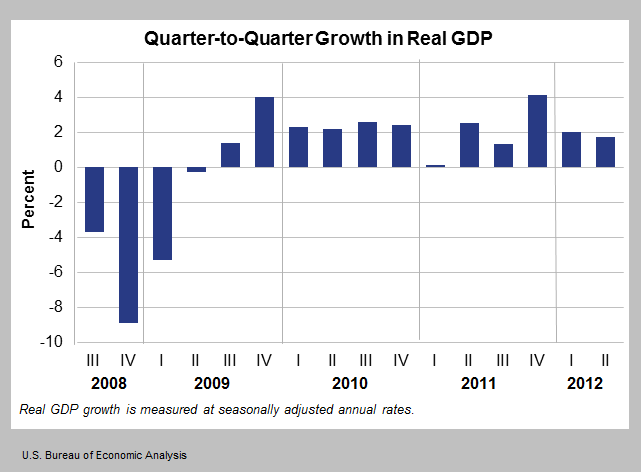 Quarter-to-Quarter Growth in Real GDP
6
4
2
0
-2
-4
-6
-8
-10
Percent
III IV I II III IV I II III IV I II III IV I II
2008 2009 2010 2011 2012
Real GDP growth is measured at seasonally adjusted annual rates.
U.S. Bureau of Economic Analysis